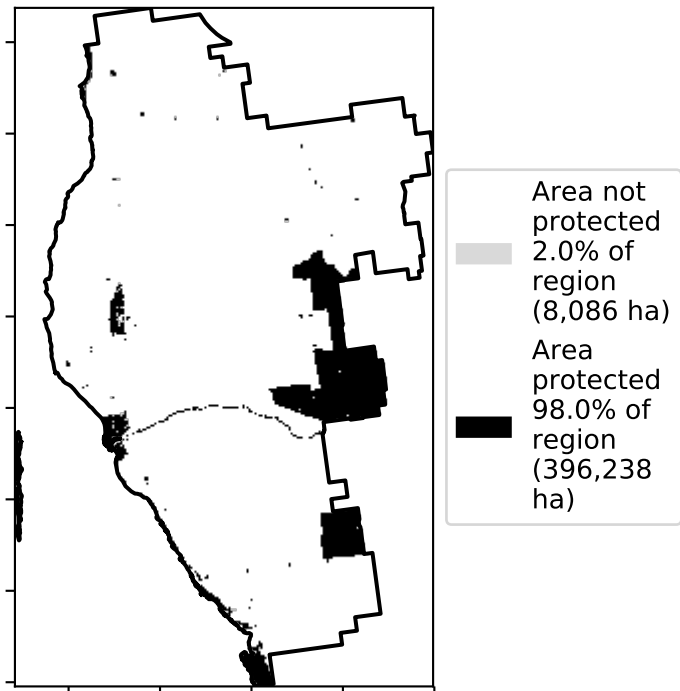 Area not
protected
2.0% of
region
(8,086 ha)
Area
protected
98.0% of
region
(396,238
ha)